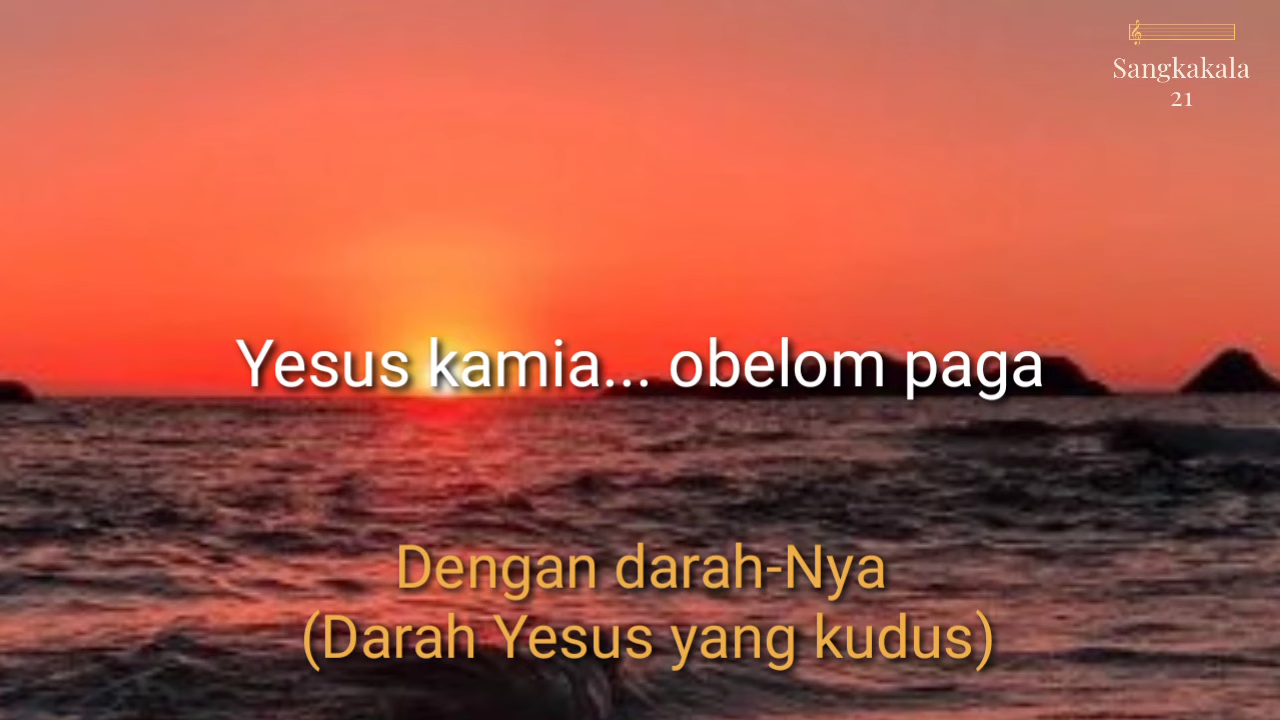 Sangkakala
21
Yesus kamia... obelom paga
Dengan darah-Nya
(Darah Yesus yang kudus)